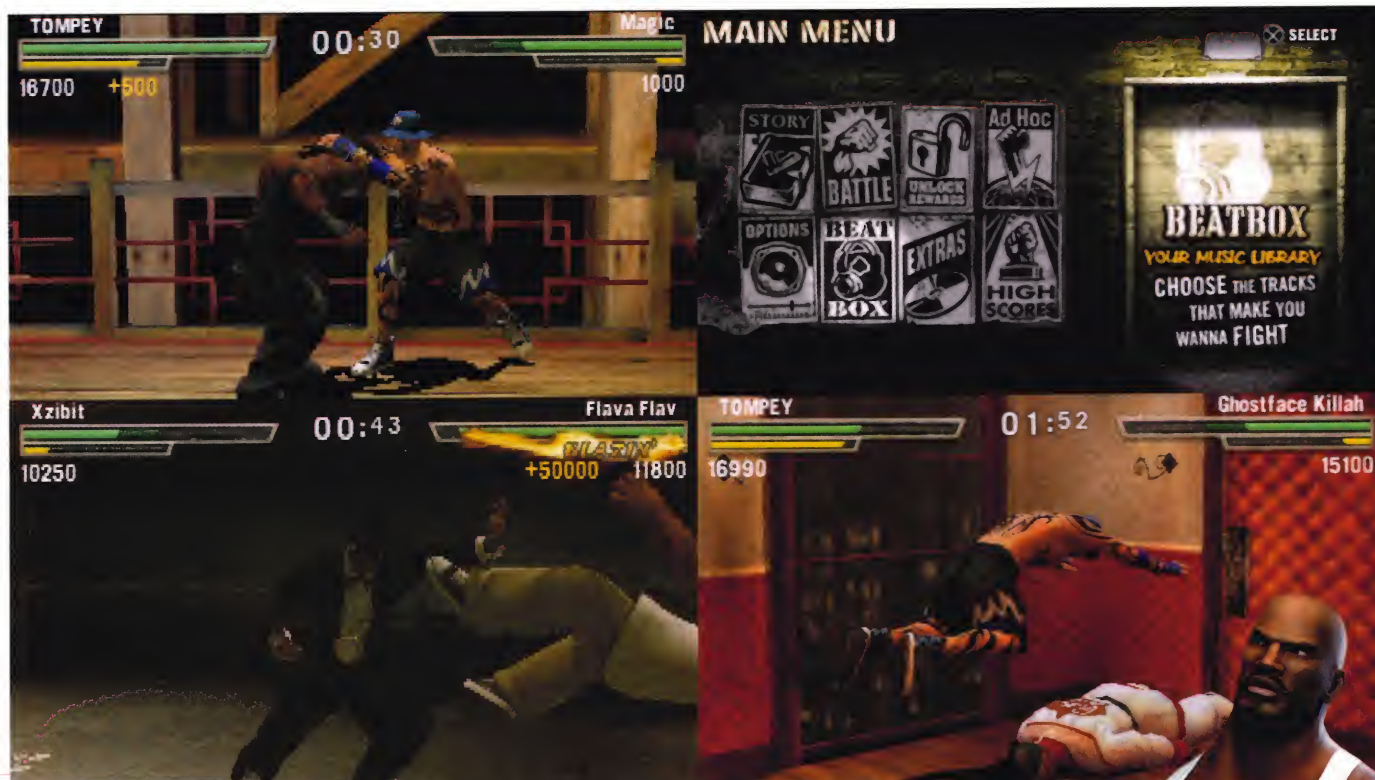 TOMPEY
00:30
Magic
16700 +500
1000
MAIN MENU
SELECT
STORY
BATTLE
UNLOCK
REWARDS
Ad Hoc
OPTIONS
BEAT
BOX
EXTRAS
HIGH
SCORES
BEATBOX
YOUR MUSIC LIBRARY
CHOOSE THE TRACKS
THAT MAKE YOU
WANNA FIGHT
Xzibit
00:43
Flava Flav
BLAZIN'
10250
+50000 11800
TOMPEY
01:52
Ghostface Killah
16990
15100